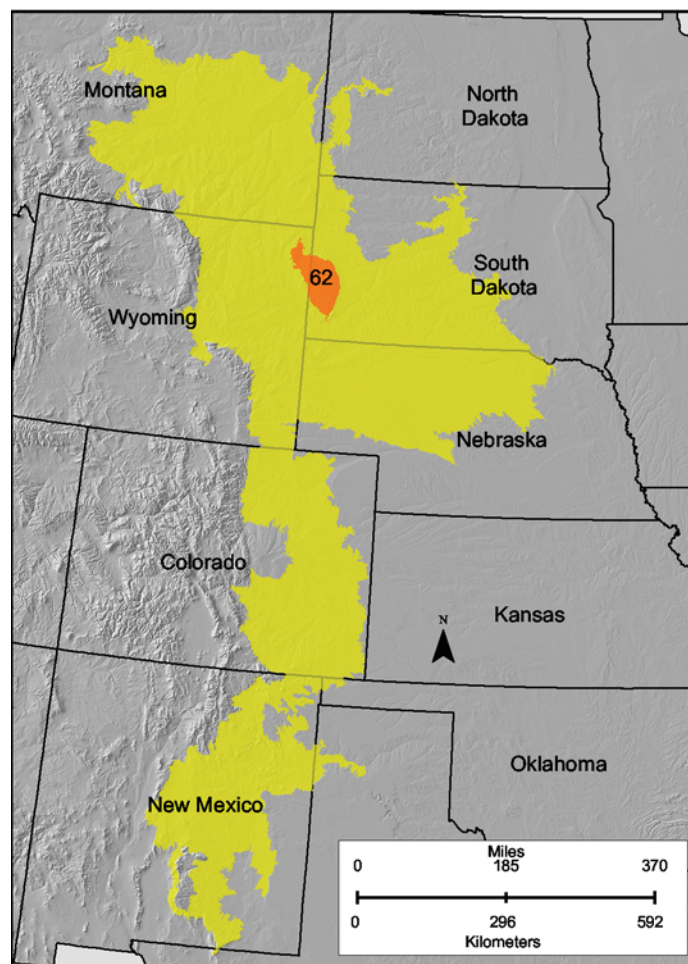 Montana
North
Dakota
62
South
Dakota
Wyoming
Nebraska
Colorado
N
Kansas
Oklahoma
New Mexico
Miles
0 185 370
0 296 592
Kilometers